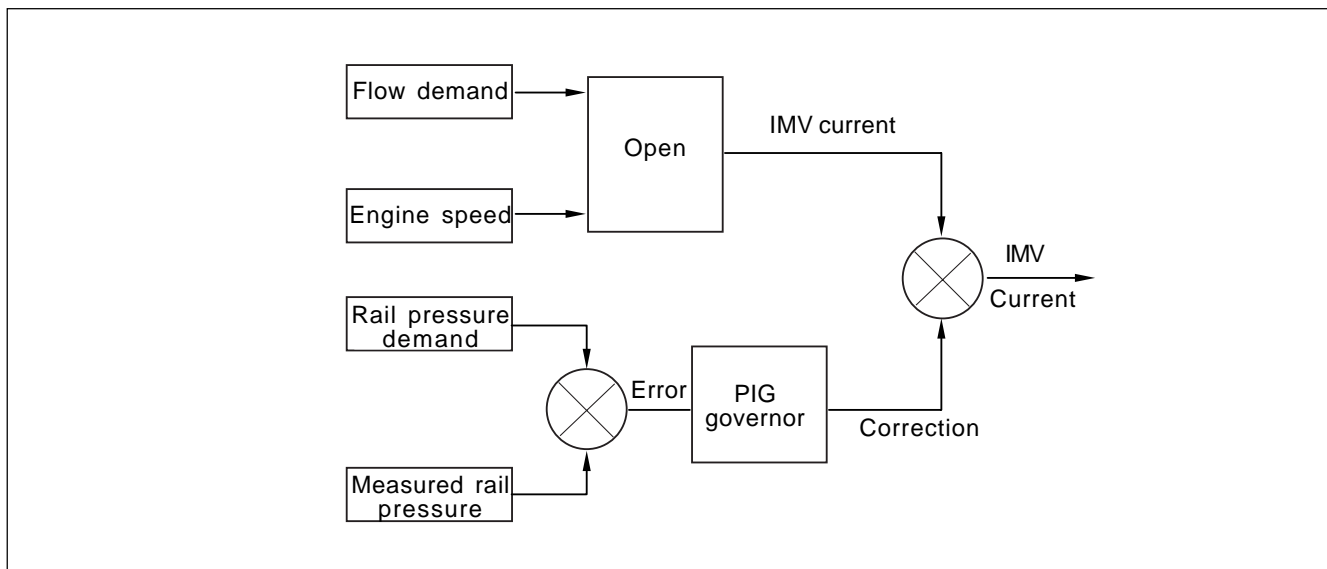 Flow demand
Open
IMV current
Engine speed
IMV
Current
Rail pressure
demand
Error
PIG
governor
Correction
Measured rail
pressure